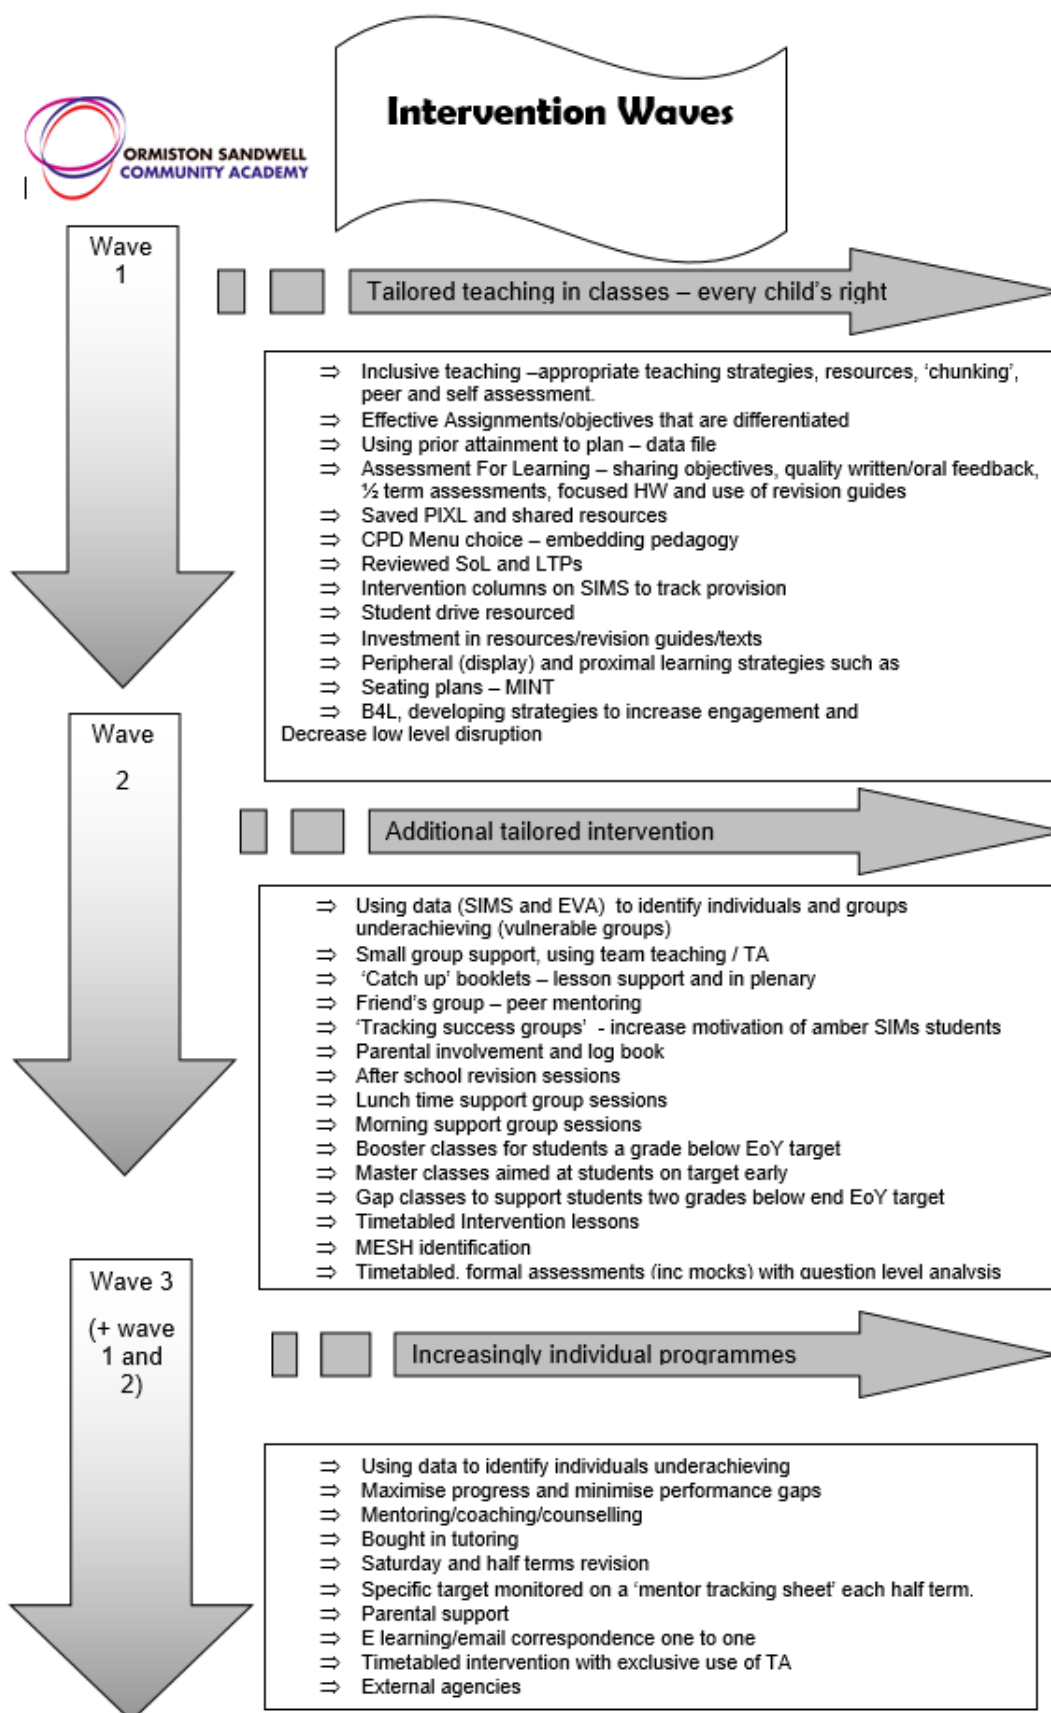 Intervention Waves
ORMISTON SANDWELL
COMMUNITY ACADEMY
Wave
1
Tailored teaching in classes – every child's right
⇒ Inclusive teaching –appropriate teaching strategies, resources, 'chunking',
peer and self assessment.
⇒ Effective Assignments/objectives that are differentiated
⇒ Using prior attainment to plan – data file
⇒ Assessment For Learning – sharing objectives, quality written/oral feedback,
½ term assessments, focused HW and use of revision guides
⇒ Saved PIXL and shared resources
⇒ CPD Menu choice – embedding pedagogy
⇒ Reviewed SoL and LTPs
⇒ Intervention columns on SIMS to track provision
⇒ Student drive resourced
⇒ Investment in resources/revision guides/texts
⇒ Peripheral (display) and proximal learning strategies such as
⇒ Seating plans – MINT
⇒ B4L, developing strategies to increase engagement and
Decrease low level disruption
Wave
2
Additional tailored intervention
⇒ Using data (SIMS and EVA) to identify individuals and groups
underachieving (vulnerable groups)
⇒ Small group support, using team teaching / TA
⇒ 'Catch up' booklets – lesson support and in plenary
⇒ Friend's group – peer mentoring
⇒ 'Tracking success groups' - increase motivation of amber SIMs students
⇒ Parental involvement and log book
⇒ After school revision sessions
⇒ Lunch time support group sessions
⇒ Morning support group sessions
⇒ Booster classes for students a grade below EoY target
⇒ Master classes aimed at students on target early
⇒ Gap classes to support students two grades below end EoY target
⇒ Timetabled Intervention lessons
⇒ MESH identification
⇒ Timetabled, formal assessments (inc mocks) with question level analysis
Wave 3
(+ wave
1 and
2)
Increasingly individual programmes
⇒ Using data to identify individuals underachieving
⇒ Maximise progress and minimise performance gaps
⇒ Mentoring/coaching/counselling
⇒ Bought in tutoring
⇒ Saturday and half terms revision
⇒ Specific target monitored on a 'mentor tracking sheet' each half term.
⇒ Parental support
⇒ E learning/email correspondence one to one
⇒ Timetabled intervention with exclusive use of TA
⇒ External agencies